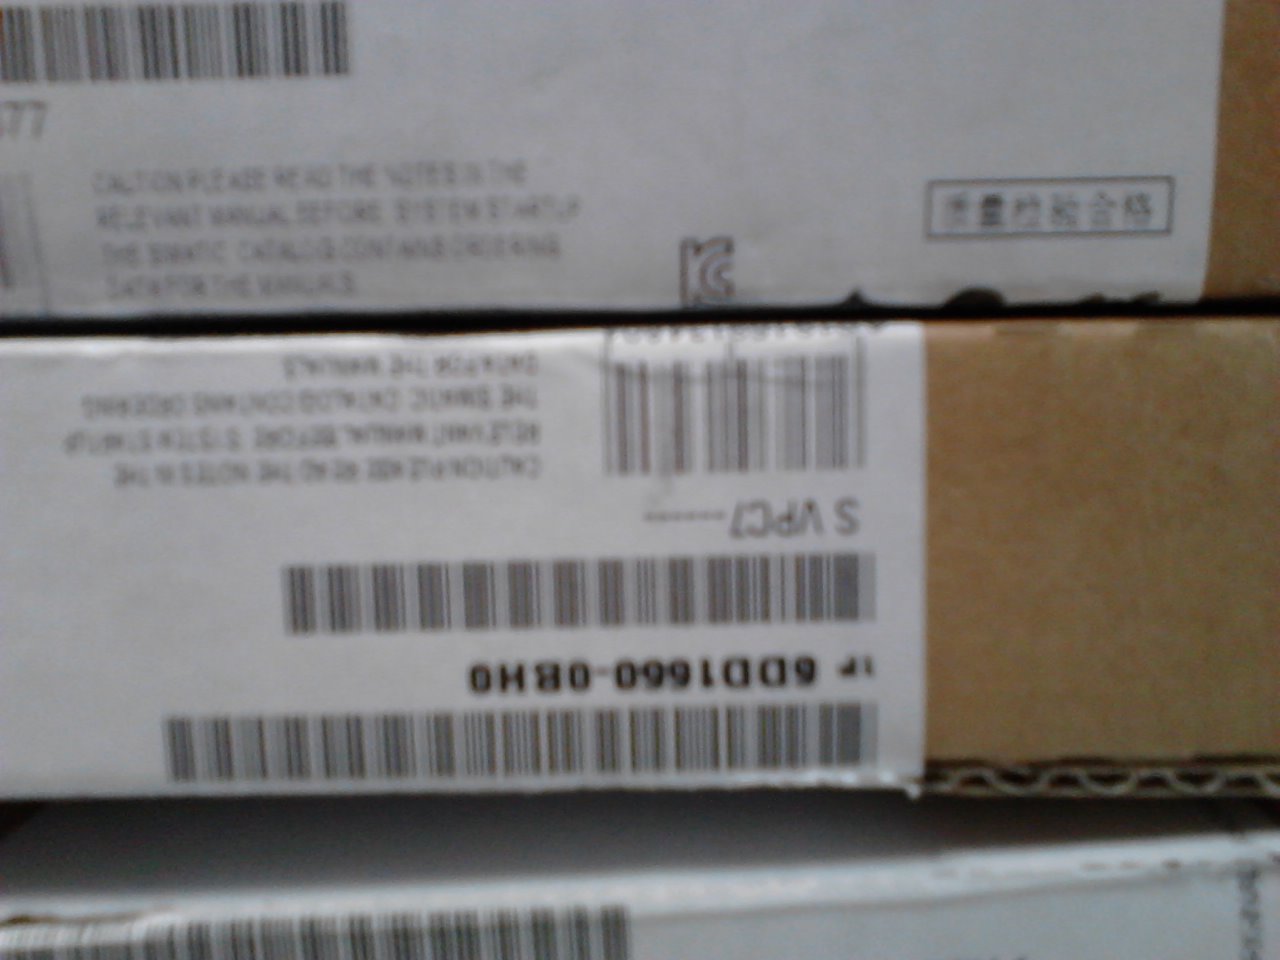 577
CAUTION PLEASE READ THE NOTES IN THE
RELEVANT MANUAL BEFORE SYSTEM STARTUP
THE SIMATIC CATALOG CONTAINS ORDERING
DATA FOR THE MANUALS
质量检验合格
1P 6DD1660-0BH0
S VPC7------
CAUTION PLEASE READ THE NOTES IN THE
RELEVANT MANUAL BEFORE SYSTEM STARTUP
THE SIMATIC CATALOG CONTAINS ORDERING
DATA FOR THE MANUALS